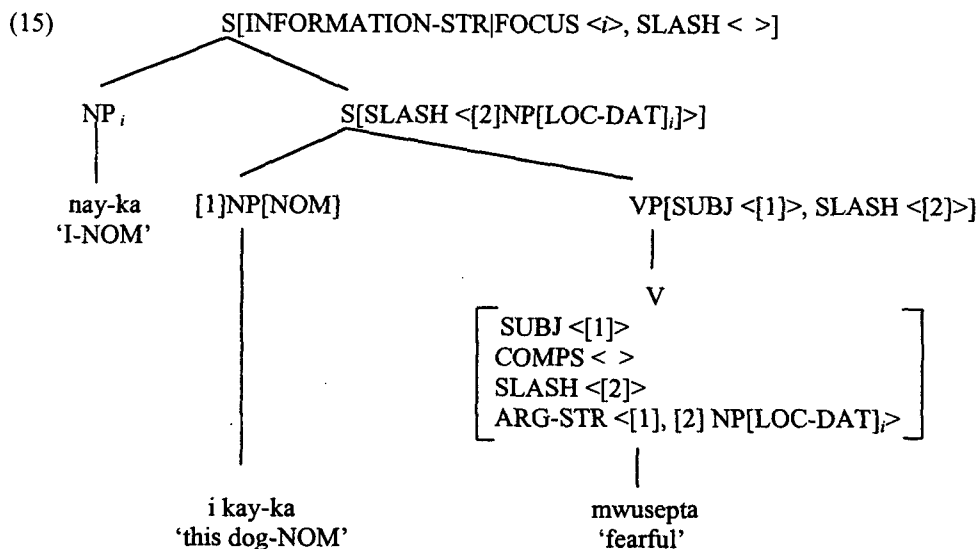 (15) S[INFORMATION-STR|FOCUS <i>, SLASH < >]
NP i S[SLASH <[2]NP[LOC-DAT]i]>]
nay-ka [1]NP[NOM] VP[SUBJ <[1]>, SLASH <[2]>]
'I-NOM'
V
SUBJ <[1]>
COMPS < >
SLASH <[2]>
ARG-STR <[1], [2] NP[LOC-DAT]i>
i kay-ka mwusepta
'this dog-NOM' 'fearful'